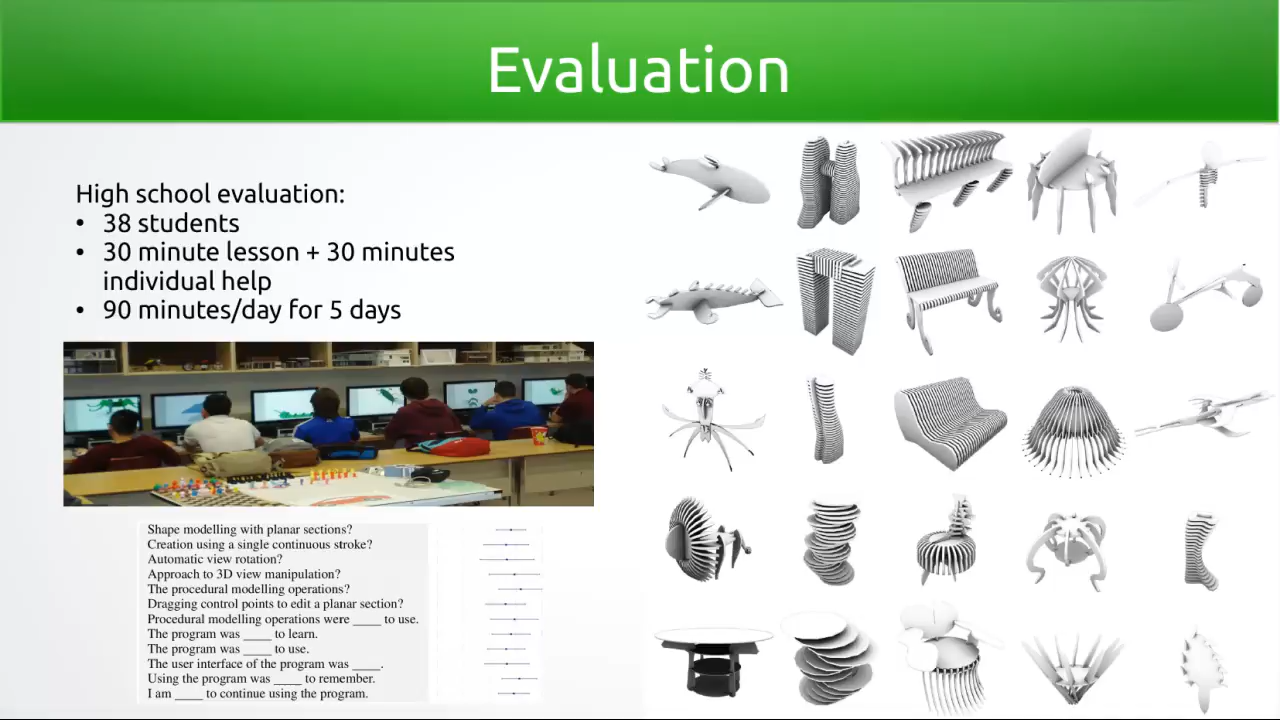 Evaluation
High school evaluation:
• 38 students
• 30 minute lesson + 30 minutes
individual help
• 90 minutes/day for 5 days
Shape modelling with planar sections?
Creation using a single continuous stroke?
Automatic view rotation?
Approach to 3D view manipulation?
The procedural modelling operations?
Dragging control points to edit a planar section?
Procedural modelling operations were ____ to use.
The program was ____ to learn.
The program was ____ to use.
The user interface of the program was ____.
Using the program was ____ to remember.
I am ____ to continue using the program.